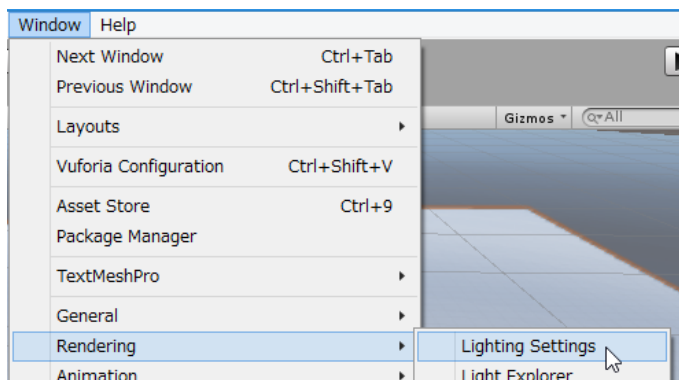 Window Help
Next Window Ctrl+Tab
Previous Window Ctrl+Shift+Tab
Gizmos All
Layouts
Vuforia Configuration Ctrl+Shift+V
Asset Store Ctrl+9
Package Manager
TextMeshPro
General
Rendering Lighting Settings
Animation Light Explorer